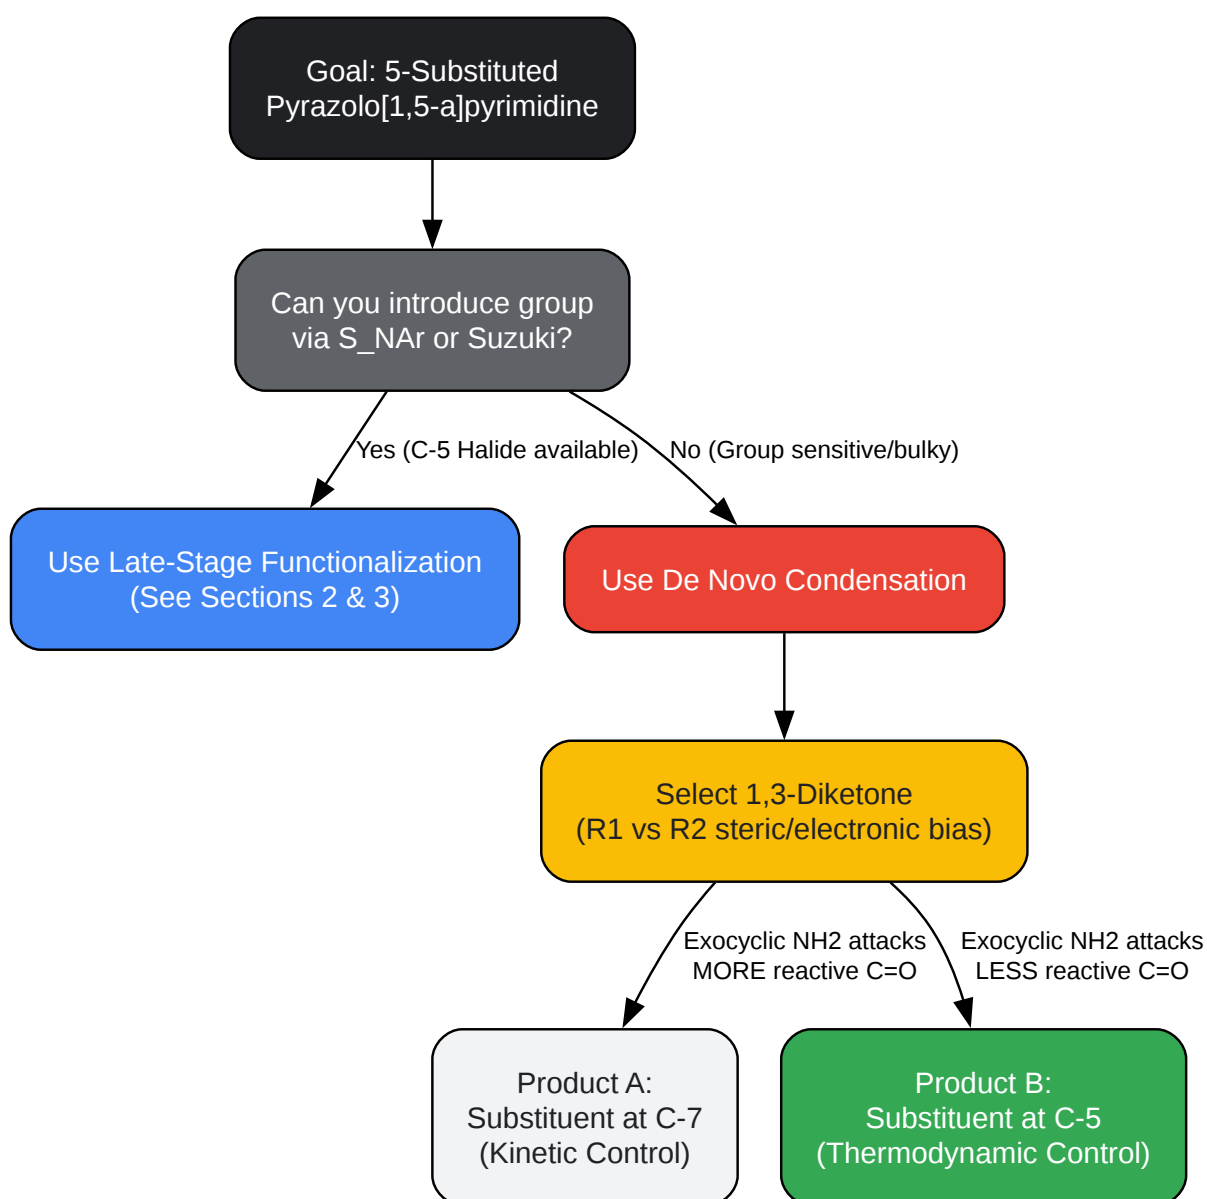 Goal: 5-Substituted
Pyrazolo[1,5-a]pyrimidine
Can you introduce group
via S_NAr or Suzuki?
Yes (C-5 Halide available)
No (Group sensitive/bulky)
Use Late-Stage Functionalization
(See Sections 2 & 3)
Use De Novo Condensation
Select 1,3-Diketone
(R1 vs R2 steric/electronic bias)
Exocyclic NH2 attacks
MORE reactive C=O
Exocyclic NH2 attacks
LESS reactive C=O
Product A:
Substituent at C-7
(Kinetic Control)
Product B:
Substituent at C-5
(Thermodynamic Control)